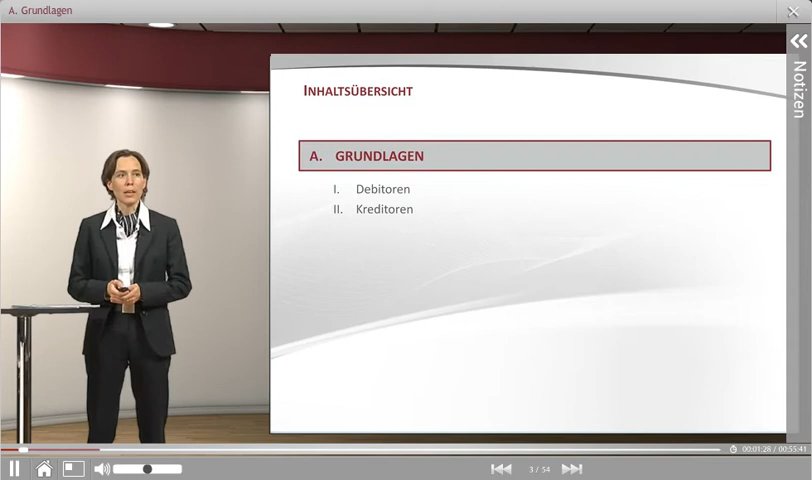 A. Grundlagen
Notizen
INHALTSÜBERSICHT
A. GRUNDLAGEN
I. Debitoren
II. Kreditoren
00:01:28 / 00:55:41
3 / 54